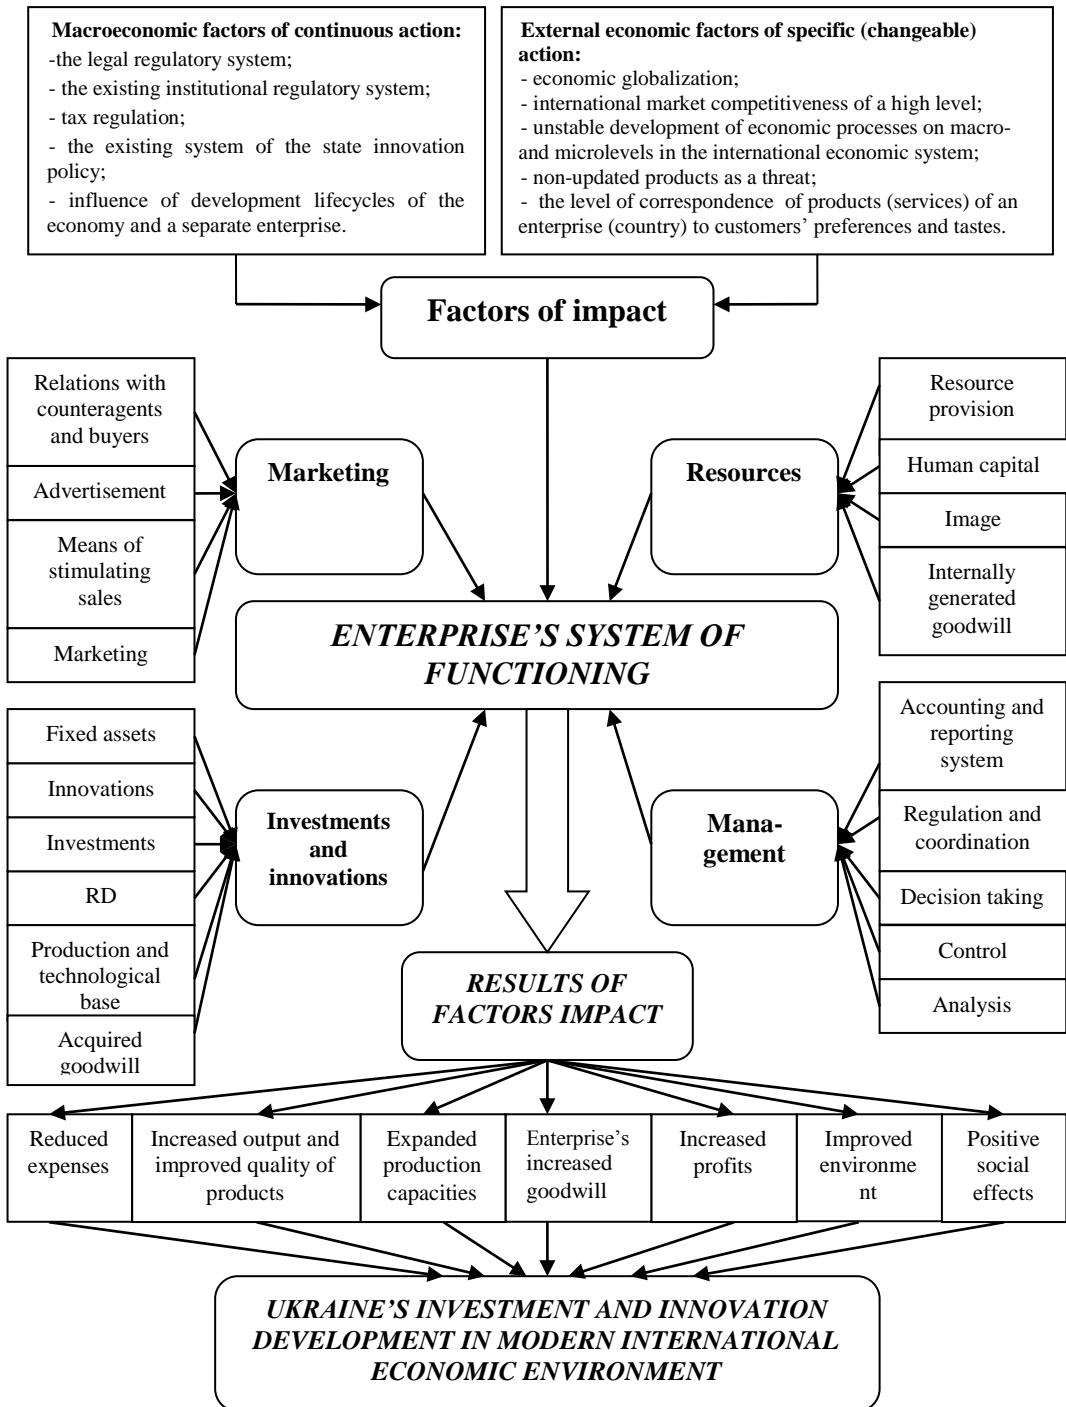 Macroeconomic factors of continuous action:
-the legal regulatory system;
- the existing institutional regulatory system;
- tax regulation;
- the existing system of the state innovation
policy;
- influence of development lifecycles of the
economy and a separate enterprise.
External economic factors of specific (changeable)
action:
- economic globalization;
- international market competitiveness of a high level;
- unstable development of economic processes on macro-
and microlevels in the international economic system;
- non-updated products as a threat;
- the level of correspondence of products (services) of an
enterprise (country) to customers’ preferences and tastes.
Factors of impact
Relations with
counteragents
and buyers
Advertisement
Means of
stimulating
sales
Marketing
Marketing
Resources
Resource
provision
Human capital
Image
Internally
generated
goodwill
ENTERPRISE’S SYSTEM OF
FUNCTIONING
Fixed assets
Innovations
Investments
RD
Production and
technological
base
Acquired
goodwill
Investments
and
innovations
Mana-
gement
Accounting and
reporting
system
Regulation and
coordination
Decision taking
Control
Analysis
RESULTS OF
FACTORS IMPACT
Reduced
expenses
Increased output and
improved quality of
products
Expanded
production
capacities
Enterprise’s
increased
goodwill
Increased
profits
Improved
environme
nt
Positive
social
effects
UKRAINE’S INVESTMENT AND INNOVATION
DEVELOPMENT IN MODERN INTERNATIONAL
ECONOMIC ENVIRONMENT